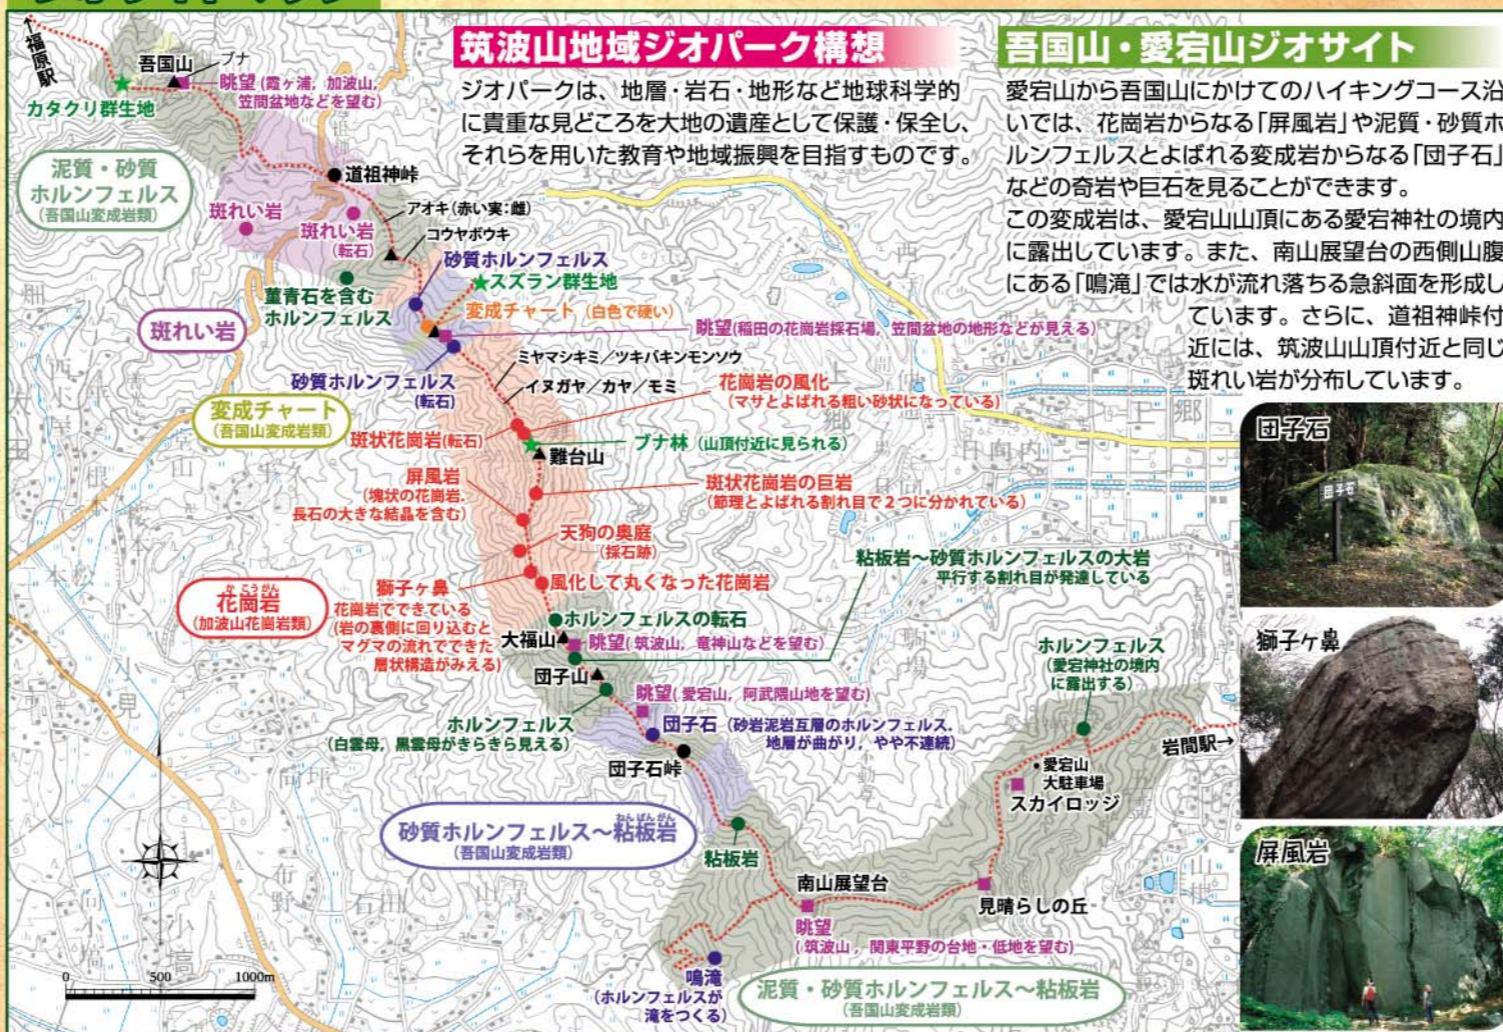 筑波山地域ジオパーク構想
ジオパークは、地層・岩石・地形など地球科学的
に貴重な見どころを大地の遺産として保護・保全し、
それらを用いた教育や地域振興を目指すものです。
吾国山・愛宕山ジオサイト
愛宕山から吾国山にかけてのハイキングコース沿
いでは、花崗岩からなる「屏風岩」や泥質・砂質ホ
ルンフェルスとよばれる変成岩からなる「団子石」
などの奇岩や巨石を見ることができます。
この変成岩は、愛宕山山頂にある愛宕神社の境内
に露出しています。また、南山展望台の西側山腹
にある「鳴滝」では水が流れ落ちる急斜面を形成し
ています。さらに、道祖神峠付
近には、筑波山山頂付近と同じ
斑れい岩が分布しています。
←福原駅
吾国山
ブナ
眺望(霞ヶ浦，加波山，
笠間盆地などを望む)
カタクリ群生地
泥質・砂質
ホルンフェルス
(吾国山変成岩類)
道祖神峠
斑れい岩
斑れい岩
(転石)
アオキ(赤い実：雌)
コウヤボウキ
砂質ホルンフェルス
スズラン群生地
菫青石を含む
ホルンフェルス
変成チャート(白色で硬い)
斑れい岩
眺望(稲田の花崗岩採石場，笠間盆地の地形などが見える)
ミヤマシキミ／ツキバキンモンソウ
砂質ホルンフェルス
(転石)
イヌガヤ／カヤ／モミ
花崗岩の風化
(マサとよばれる粗い砂状になっている)
変成チャート
(吾国山変成岩類)
斑状花崗岩(転石)
ブナ林(山頂付近に見られる)
難台山
屏風岩
(塊状の花崗岩．
長石の大きな結晶を含む)
斑状花崗岩の巨岩
(節理とよばれる割れ目で２つに分かれている)
天狗の奥庭
(採石跡)
粘板岩～砂質ホルンフェルスの大岩
平行する割れ目が発達している
花崗岩
かこうがん
(加波山花崗岩類)
獅子ヶ鼻
花崗岩でできている
(岩の裏側に回り込むと
マグマの流れでできた
層状構造がみえる)
風化して丸くなった花崗岩
ホルンフェルスの転石
大福山
眺望(筑波山，竜神山などを望む)
ホルンフェルス
(愛宕神社の境内
に露出する)
団子山
眺望(愛宕山，阿武隈山地を望む)
ホルンフェルス
(白雲母，黒雲母がきらきら見える)
団子石(砂岩泥岩互層のホルンフェルス．
地層が曲がり，やや不連続)
団子石峠
岩間駅→
・愛宕山
大駐車場
スカイロッジ
砂質ホルンフェルス～粘板岩
ねんばんがん
(吾国山変成岩類)
粘板岩
南山展望台
見晴らしの丘
眺望
(筑波山，関東平野の台地・低地を望む)
鳴滝
(ホルンフェルスが
滝をつくる)
泥質・砂質ホルンフェルス～粘板岩
(吾国山変成岩類)
0 500 1000m
団子石
団子石
獅子ヶ鼻
屏風岩